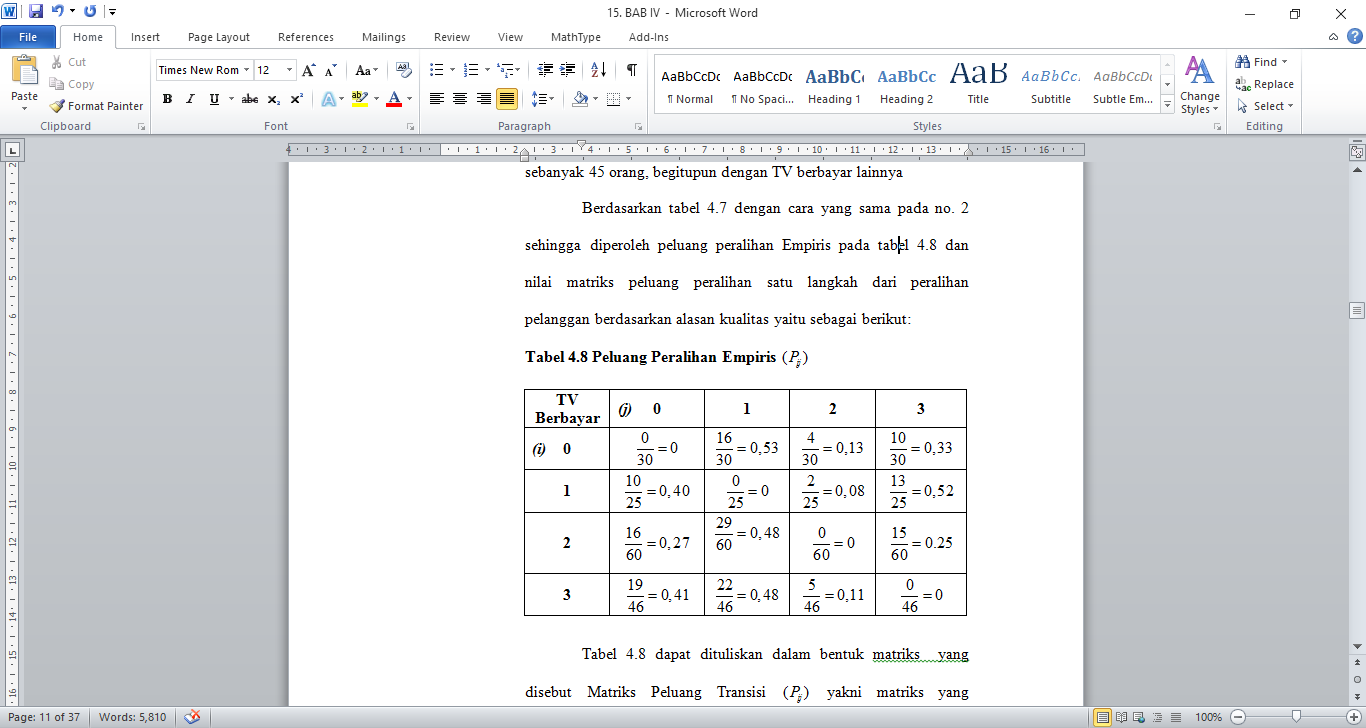 15. BAB IV - Microsoft Word
File Home Insert Page Layout References Mailings Review View MathType Add-Ins
Paste
Cut
Copy
Format Painter
Clipboard
Times New Rom 12
Font
Paragraph
AaBbCcDc AaBbCcDc AaBbCc AaBbCc AaB AaBbCc. AaBbCcDc
¶ Normal ¶ No Spaci... Heading 1 Heading 2 Title Subtitle Subtle Em...
Change
Styles
Styles
Find
Replace
Select
Editing
sebanyak 45 orang, begitupun dengan TV berbayar lainnya
Berdasarkan tabel 4.7 dengan cara yang sama pada no. 2
sehingga diperoleh peluang peralihan Empiris pada tabel 4.8 dan
nilai matriks peluang peralihan satu langkah dari peralihan
pelanggan berdasarkan alasan kualitas yaitu sebagai berikut:
Tabel 4.8 Peluang Peralihan Empiris (Pij)
TV
Berbayar (j) 0 1 2 3
(i) 0 0/30 = 0 16/30 = 0,53 4/30 = 0,13 10/30 = 0,33
1 10/25 = 0,40 0/25 = 0 2/25 = 0,08 13/25 = 0,52
2 16/60 = 0,27 29/60 = 0,48 0/60 = 0 15/60 = 0.25
3 19/46 = 0,41 22/46 = 0,48 5/46 = 0,11 0/46 = 0
Tabel 4.8 dapat dituliskan dalam bentuk matriks yang
disebut Matriks Peluang Transisi (Pij) yakni matriks yang
Page: 11 of 37 Words: 5,810 100%